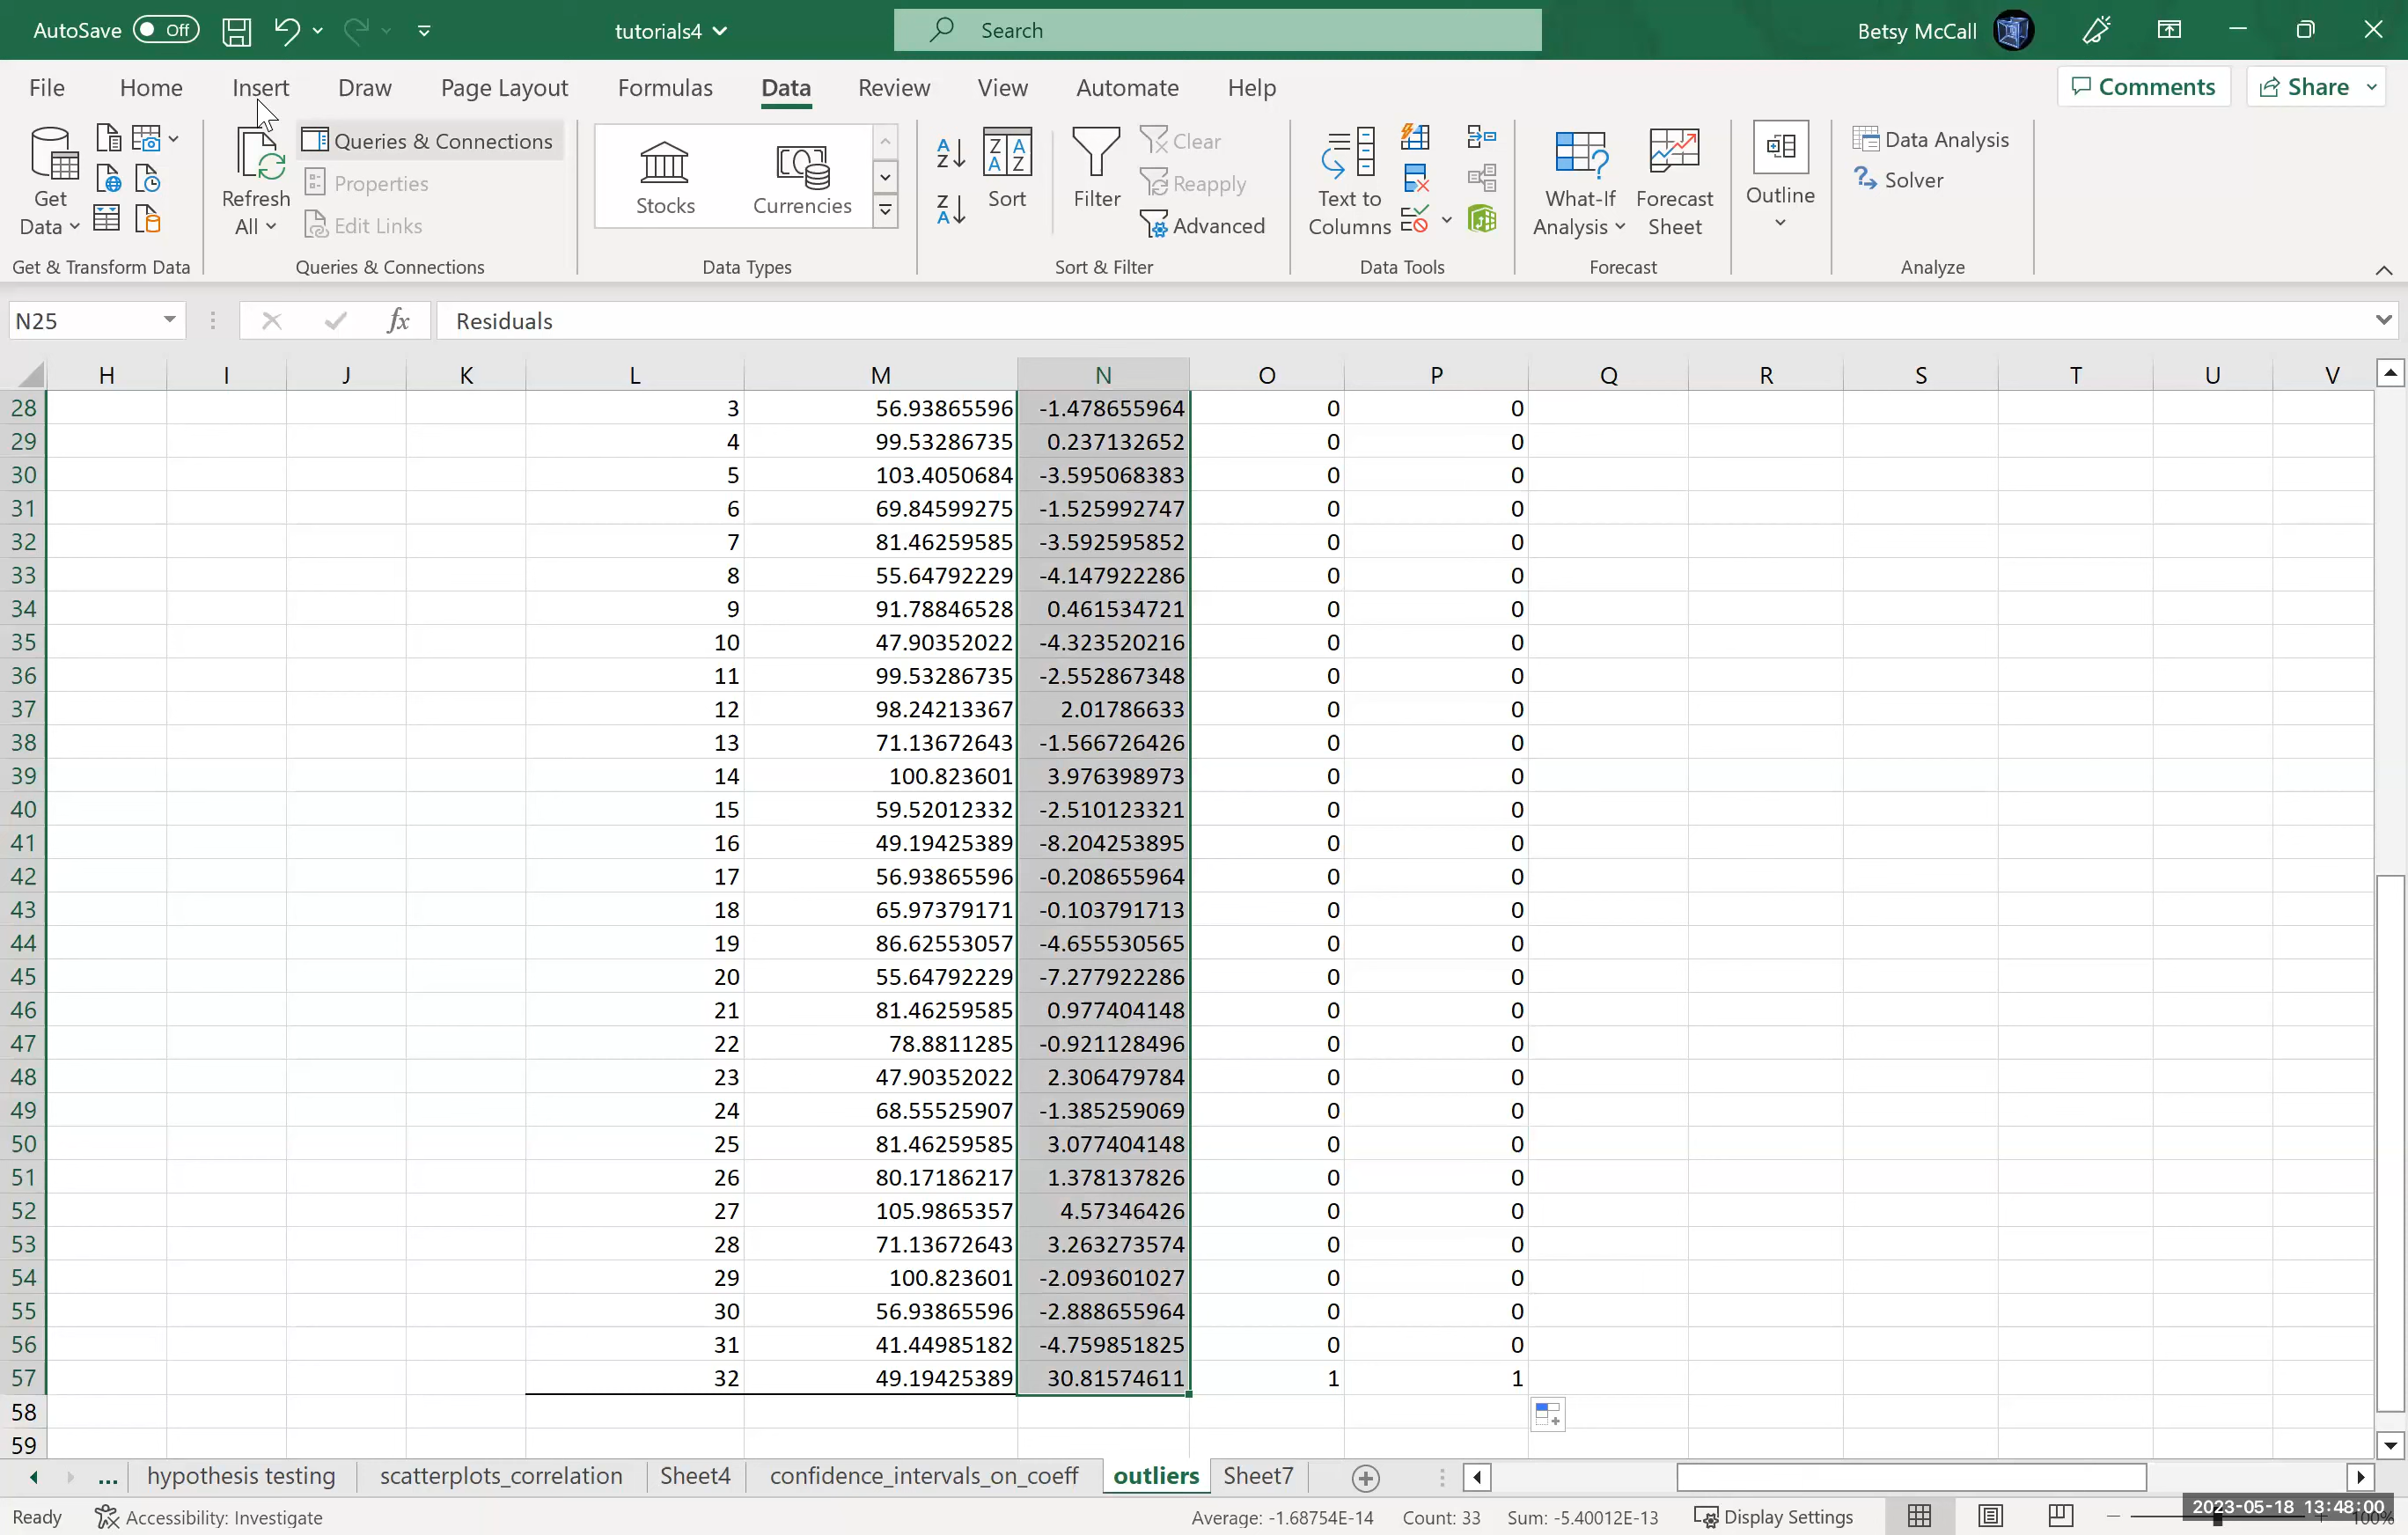 AutoSave Off tutorials4 Search Betsy McCall
File Home Insert Draw Page Layout Formulas Data Review View Automate Help Comments Share
Get Data
Refresh All
Queries & Connections
Properties
Edit Links
Stocks Currencies
Sort
Filter
Clear
Reapply
Advanced
Text to Columns
What-If Analysis
Forecast Sheet
Outline
Data Analysis
Solver
Get & Transform Data Queries & Connections Data Types Sort & Filter Data Tools Forecast Analyze
N25 fx Residuals
H I J K L M N O P Q R S T U V
28 3 56.93865596 -1.478655964 0 0
29 4 99.53286735 0.237132652 0 0
30 5 103.4050684 -3.595068383 0 0
31 6 69.84599275 -1.525992747 0 0
32 7 81.46259585 -3.592595852 0 0
33 8 55.64792229 -4.147922286 0 0
34 9 91.78846528 0.461534721 0 0
35 10 47.90352022 -4.323520216 0 0
36 11 99.53286735 -2.552867348 0 0
37 12 98.24213367 2.01786633 0 0
38 13 71.13672643 -1.566726426 0 0
39 14 100.823601 3.976398973 0 0
40 15 59.52012332 -2.510123321 0 0
41 16 49.19425389 -8.204253895 0 0
42 17 56.93865596 -0.208655964 0 0
43 18 65.97379171 -0.103791713 0 0
44 19 86.62553057 -4.655530565 0 0
45 20 55.64792229 -7.277922286 0 0
46 21 81.46259585 0.977404148 0 0
47 22 78.8811285 -0.921128496 0 0
48 23 47.90352022 2.306479784 0 0
49 24 68.55525907 -1.385259069 0 0
50 25 81.46259585 3.077404148 0 0
51 26 80.17186217 1.378137826 0 0
52 27 105.9865357 4.57346426 0 0
53 28 71.13672643 3.263273574 0 0
54 29 100.823601 -2.093601027 0 0
55 30 56.93865596 -2.888655964 0 0
56 31 41.44985182 -4.759851825 0 0
57 32 49.19425389 30.81574611 1 1
58
59
... hypothesis testing scatterplots_correlation Sheet4 confidence_intervals_on_coeff outliers Sheet7
Ready Accessibility: Investigate Average: -1.68754E-14 Count: 33 Sum: -5.40012E-13 Display Settings 100%
2023-05-18 13:48:00